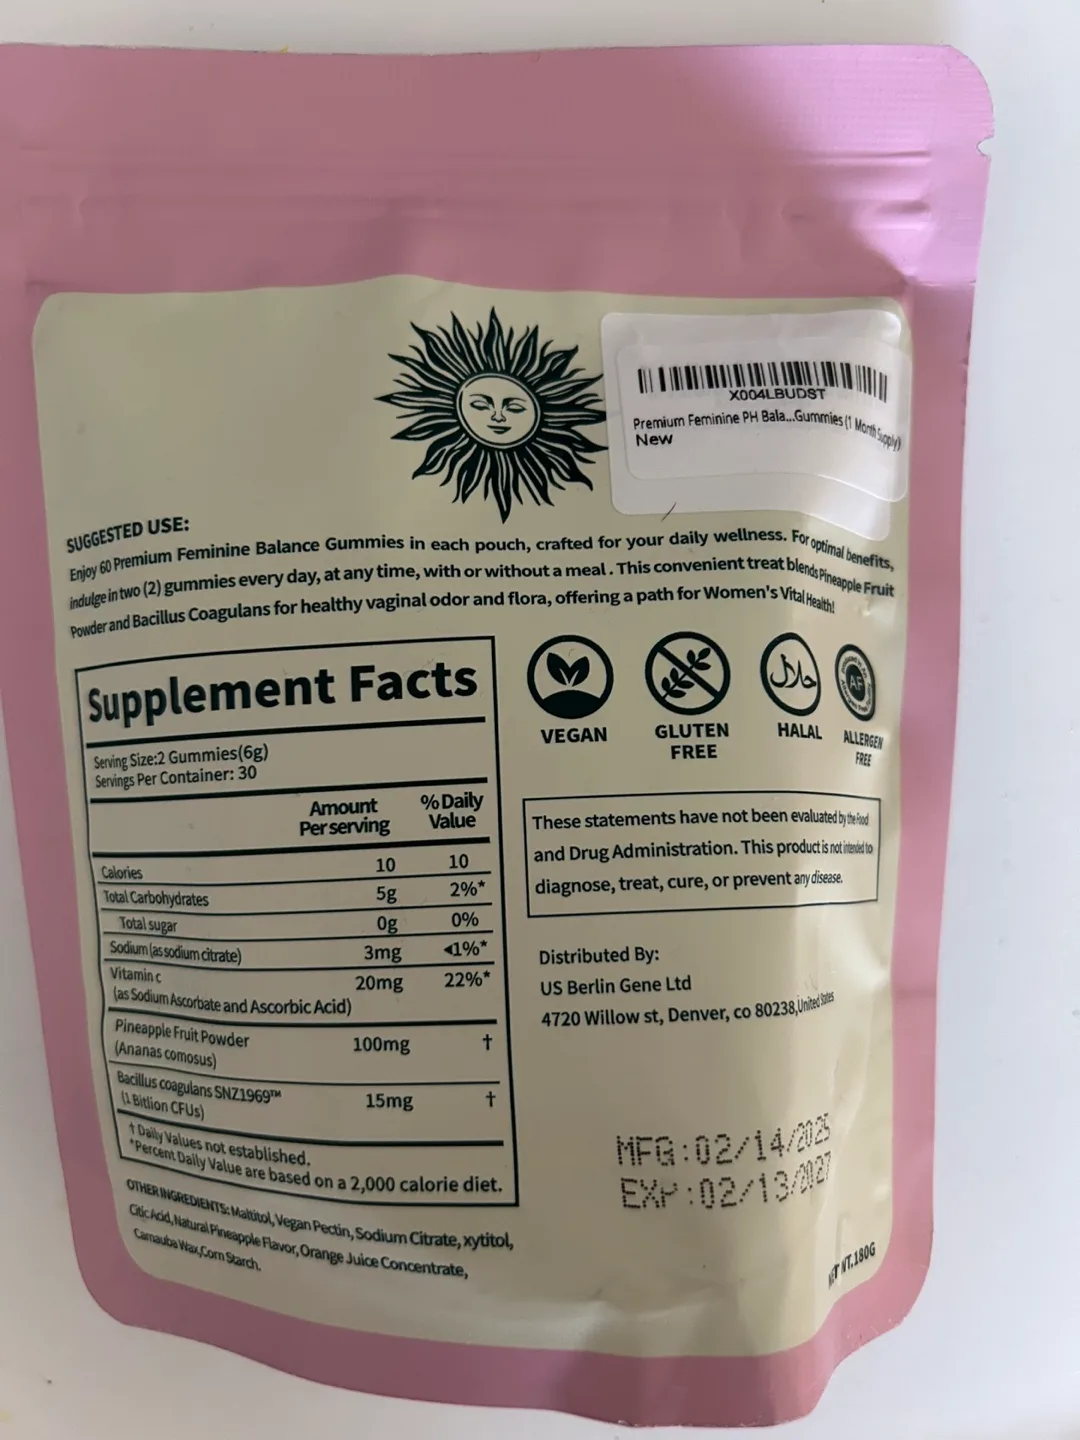 X004LBUDST
Premium Feminine PH Bala...Gummies (1 Month Supply)
New
SUGGESTED USE:
Enjoy 60 Premium Feminine Balance Gummies in each pouch, crafted for your daily wellness. For optimal benefits,
indulge in two (2) gummies every day, at any time, with or without a meal. This convenient treat blends Pineapple Fruit
Powder and Bacillus Coagulans for healthy vaginal odor and flora, offering a path for Women's Vital Health!
Supplement Facts
Serving Size:2 Gummies(6g)
Servings Per Container: 30
Amount % Daily
Per serving Value
Calories 10 10
Total Carbohydrates 5g 2%*
Total sugar 0g 0%
Sodium (as sodium citrate) 3mg <1%*
Vitamin c 20mg 22%*
(as Sodium Ascorbate and Ascorbic Acid)
Pineapple Fruit Powder 100mg †
(Ananas comosus)
Bacillus coagulans SNZ1969™ 15mg †
(1 Bitlion CFUs)
† Daily Values not established.
*Percent Daily Value are based on a 2,000 calorie diet.
OTHER INGREDIENTS: Maltitol, Vegan Pectin, Sodium Citrate, xytitol,
Citic Acid, Natural Pineapple Flavor, Orange Juice Concentrate,
Carnauba Wax,Corn Starch.
VEGAN
GLUTEN
FREE
حلال
HALAL
AF
ALLERGEN
FREE
These statements have not been evaluated by the Food
and Drug Administration. This product is not intended to
diagnose, treat, cure, or prevent any disease.
Distributed By:
US Berlin Gene Ltd
4720 Willow st, Denver, co 80238,United States
MFG:02/14/2025
EXP:02/13/2027
NET WT.180G